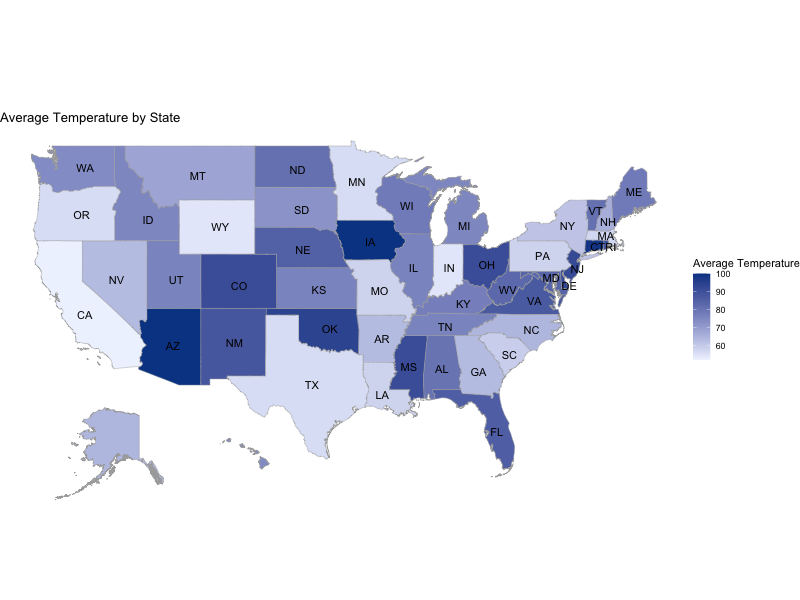 Average Temperature by State
WA
MT
ND
MN
ME
OR
ID
WY
SD
WI
MI
VT
NH
NY
MA
CT
RI
NV
UT
CO
NE
IA
IL
IN
OH
PA
NJ
CA
KS
MO
KY
WV
MD
DE
VA
AZ
NM
OK
AR
TN
NC
SC
TX
LA
MS
AL
GA
FL
Average Temperature
100
90
80
70
60